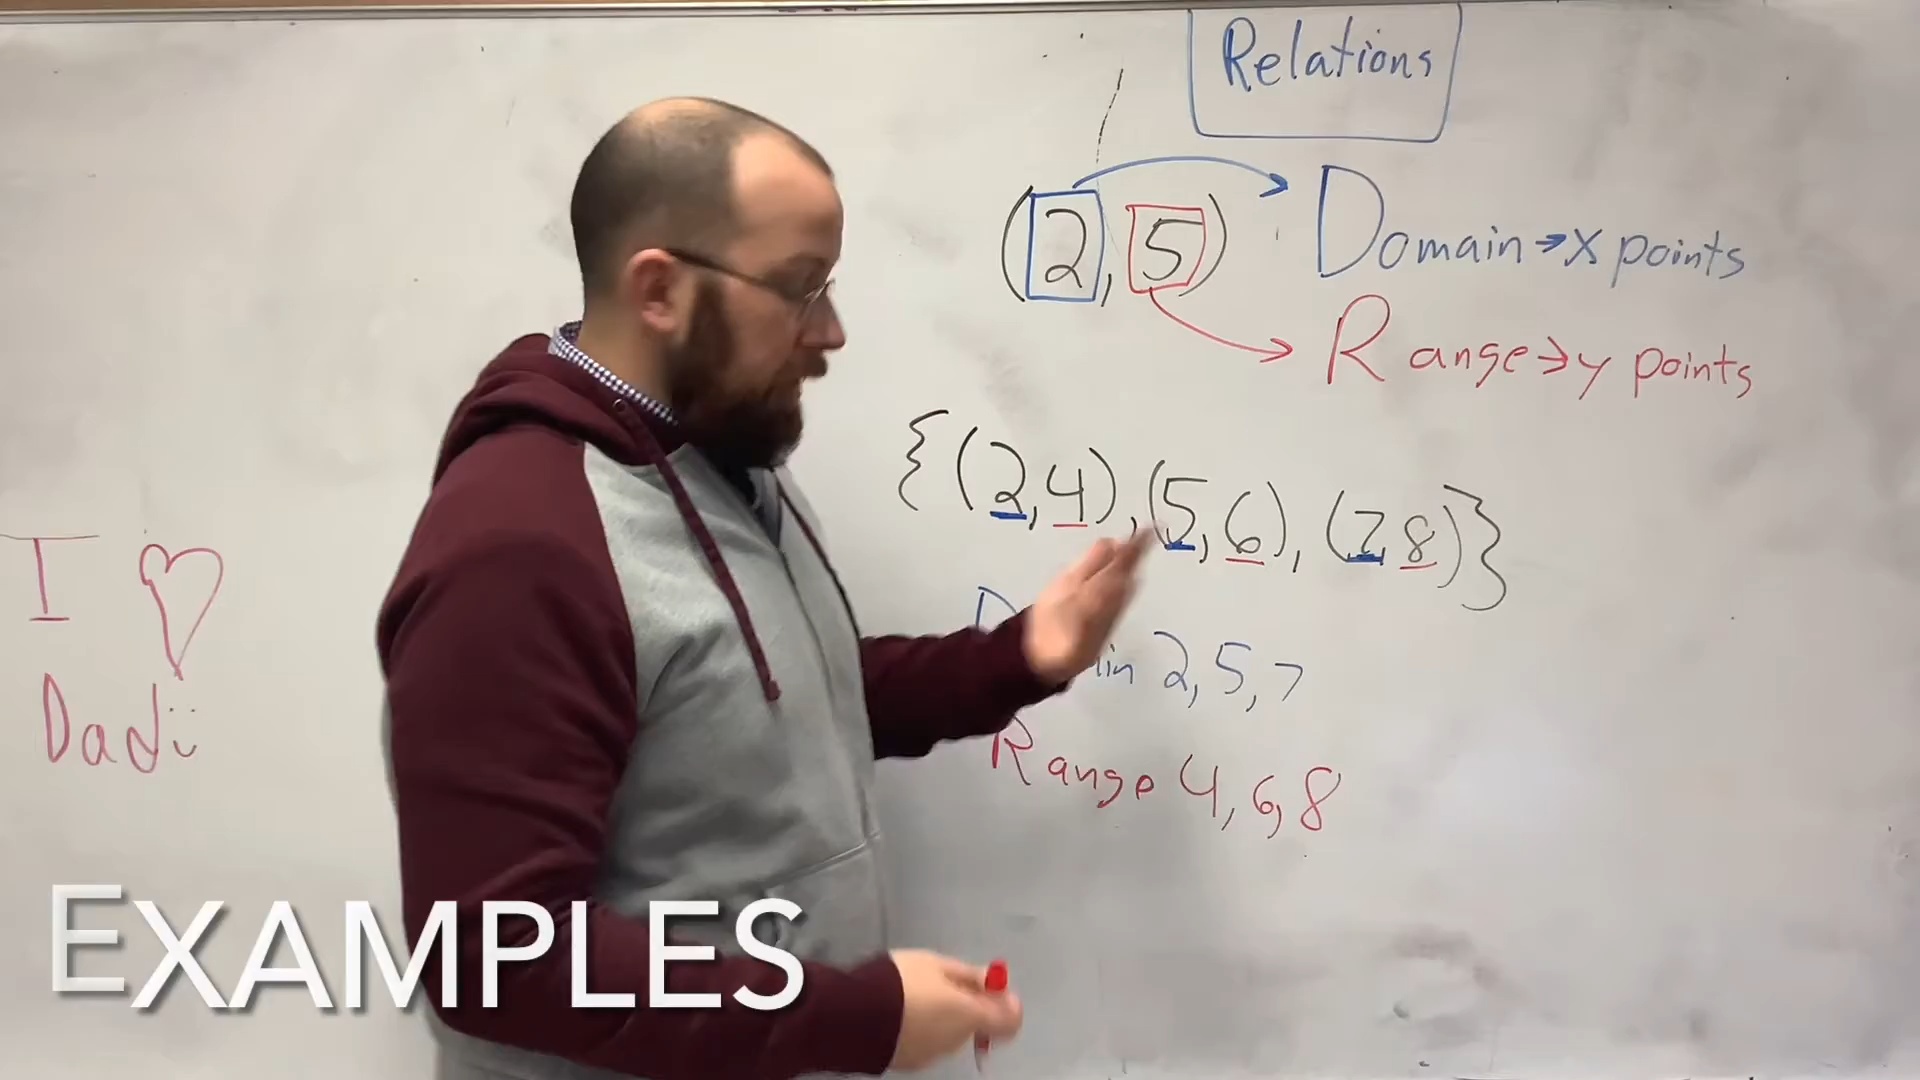 Relations
(2, 5)
Domain → x points
Range → y points
{(2,4), (5,6), (7,8)}
2, 5, 7
Range 4, 6, 8
I ♡
Dad ü
EXAMPLES